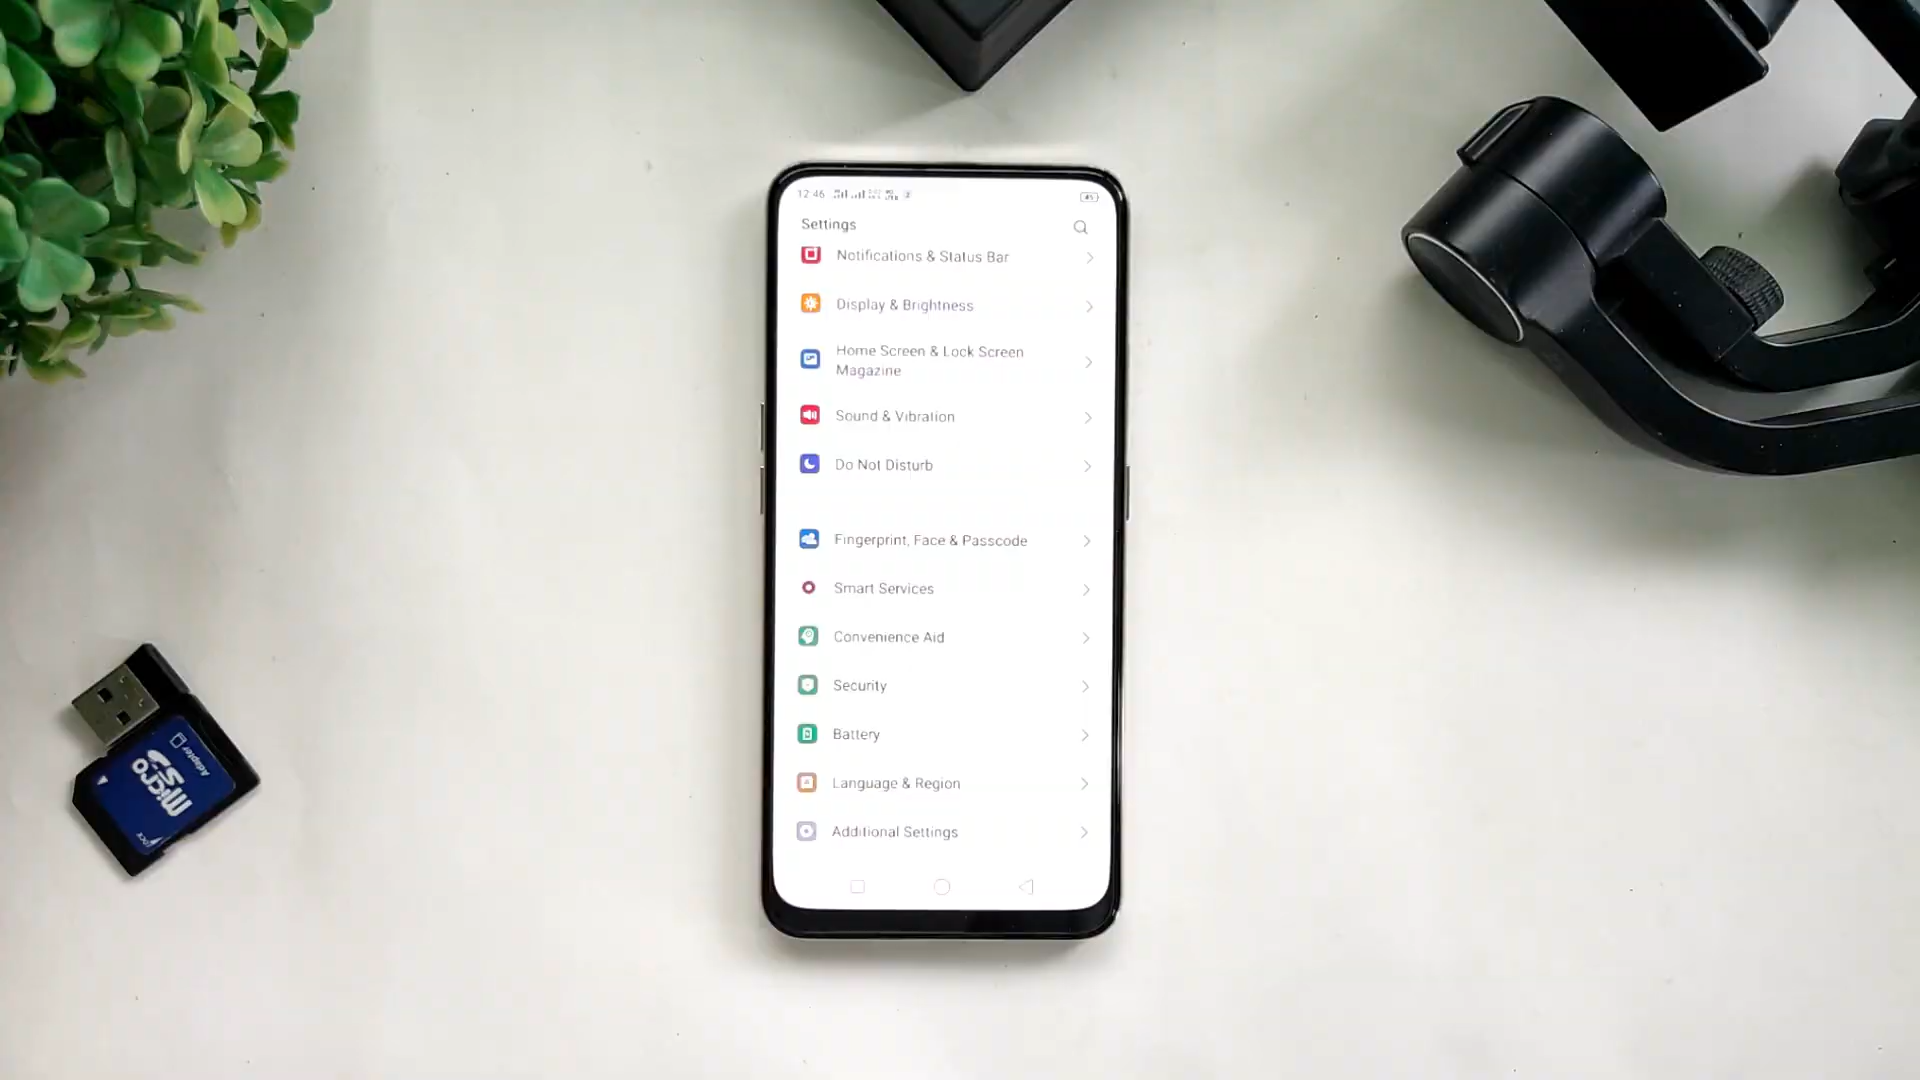 12:46
45
Settings
Notifications & Status Bar
Display & Brightness
Home Screen & Lock Screen
Magazine
Sound & Vibration
Do Not Disturb
Fingerprint, Face & Passcode
Smart Services
Convenience Aid
Security
Battery
Language & Region
Additional Settings
Adapter
micro
SD